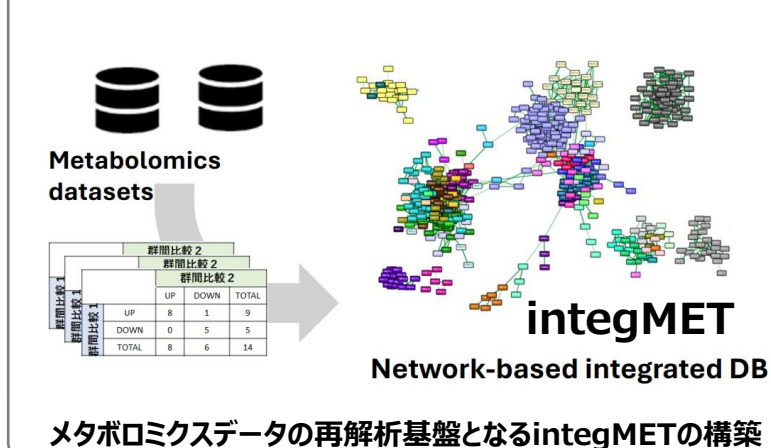 Metabolomics
datasets
群間比較2
群間比較2
群間比較2
群間比較1
群間比較1
群間比較1
UP DOWN TOTAL
UP 8 1 9
DOWN 0 5 5
TOTAL 8 6 14
integMET
Network-based integrated DB
メタボロミクスデータの再解析基盤となるintegMETの構築